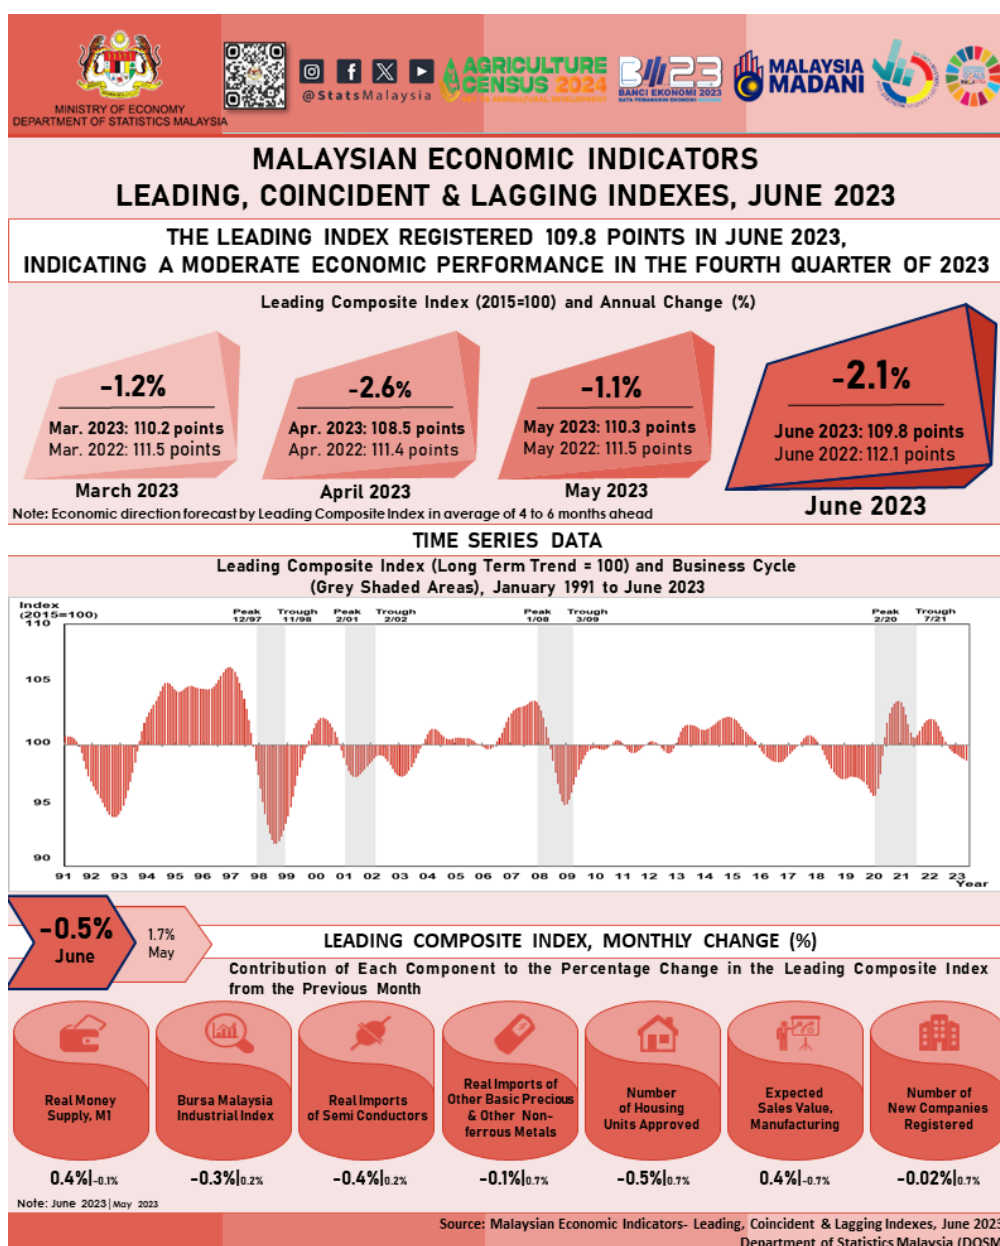 MINISTRY OF ECONOMY
DEPARTMENT OF STATISTICS MALAYSIA
@StatsMalaysia
AGRICULTURE
CENSUS 2024
BANCI EKONOMI 2023
MALAYSIA
MADANI
MALAYSIAN ECONOMIC INDICATORS
LEADING, COINCIDENT & LAGGING INDEXES, JUNE 2023
THE LEADING INDEX REGISTERED 109.8 POINTS IN JUNE 2023,
INDICATING A MODERATE ECONOMIC PERFORMANCE IN THE FOURTH QUARTER OF 2023
Leading Composite Index (2015=100) and Annual Change (%)
-1.2%
Mar. 2023: 110.2 points
Mar. 2022: 111.5 points
March 2023
-2.6%
Apr. 2023: 108.5 points
Apr. 2022: 111.4 points
April 2023
-1.1%
May 2023: 110.3 points
May 2022: 111.5 points
May 2023
-2.1%
June 2023: 109.8 points
June 2022: 112.1 points
June 2023
Note: Economic direction forecast by Leading Composite Index in average of 4 to 6 months ahead
TIME SERIES DATA
Leading Composite Index (Long Term Trend = 100) and Business Cycle
(Grey Shaded Areas), January 1991 to June 2023
Index
(2015=100)
Peak 12/97
Trough 11/98
Peak 2/01
Trough 2/02
Peak 1/08
Trough 3/09
Peak 2/20
Trough 7/21
110
105
100
95
90
91 92 93 94 95 96 97 98 99 00 01 02 03 04 05 06 07 08 09 10 11 12 13 14 15 16 17 18 19 20 21 22 23
Year
-0.5%
June
1.7%
May
LEADING COMPOSITE INDEX, MONTHLY CHANGE (%)
Contribution of Each Component to the Percentage Change in the Leading Composite Index
from the Previous Month
Real Money
Supply, M1
0.4%|-0.1%
Bursa Malaysia
Industrial Index
-0.3%|0.2%
Real Imports
of Semi Conductors
-0.4%|0.2%
Real Imports of
Other Basic Precious
& Other Non-
ferrous Metals
-0.1%|0.7%
Number
of Housing
Units Approved
-0.5%|0.7%
Expected
Sales Value,
Manufacturing
0.4%|-0.7%
Number of
New Companies
Registered
-0.02%|0.7%
Note: June 2023|May 2023
Source: Malaysian Economic Indicators- Leading, Coincident & Lagging Indexes, June 2023
Department of Statistics Malaysia (DOSM